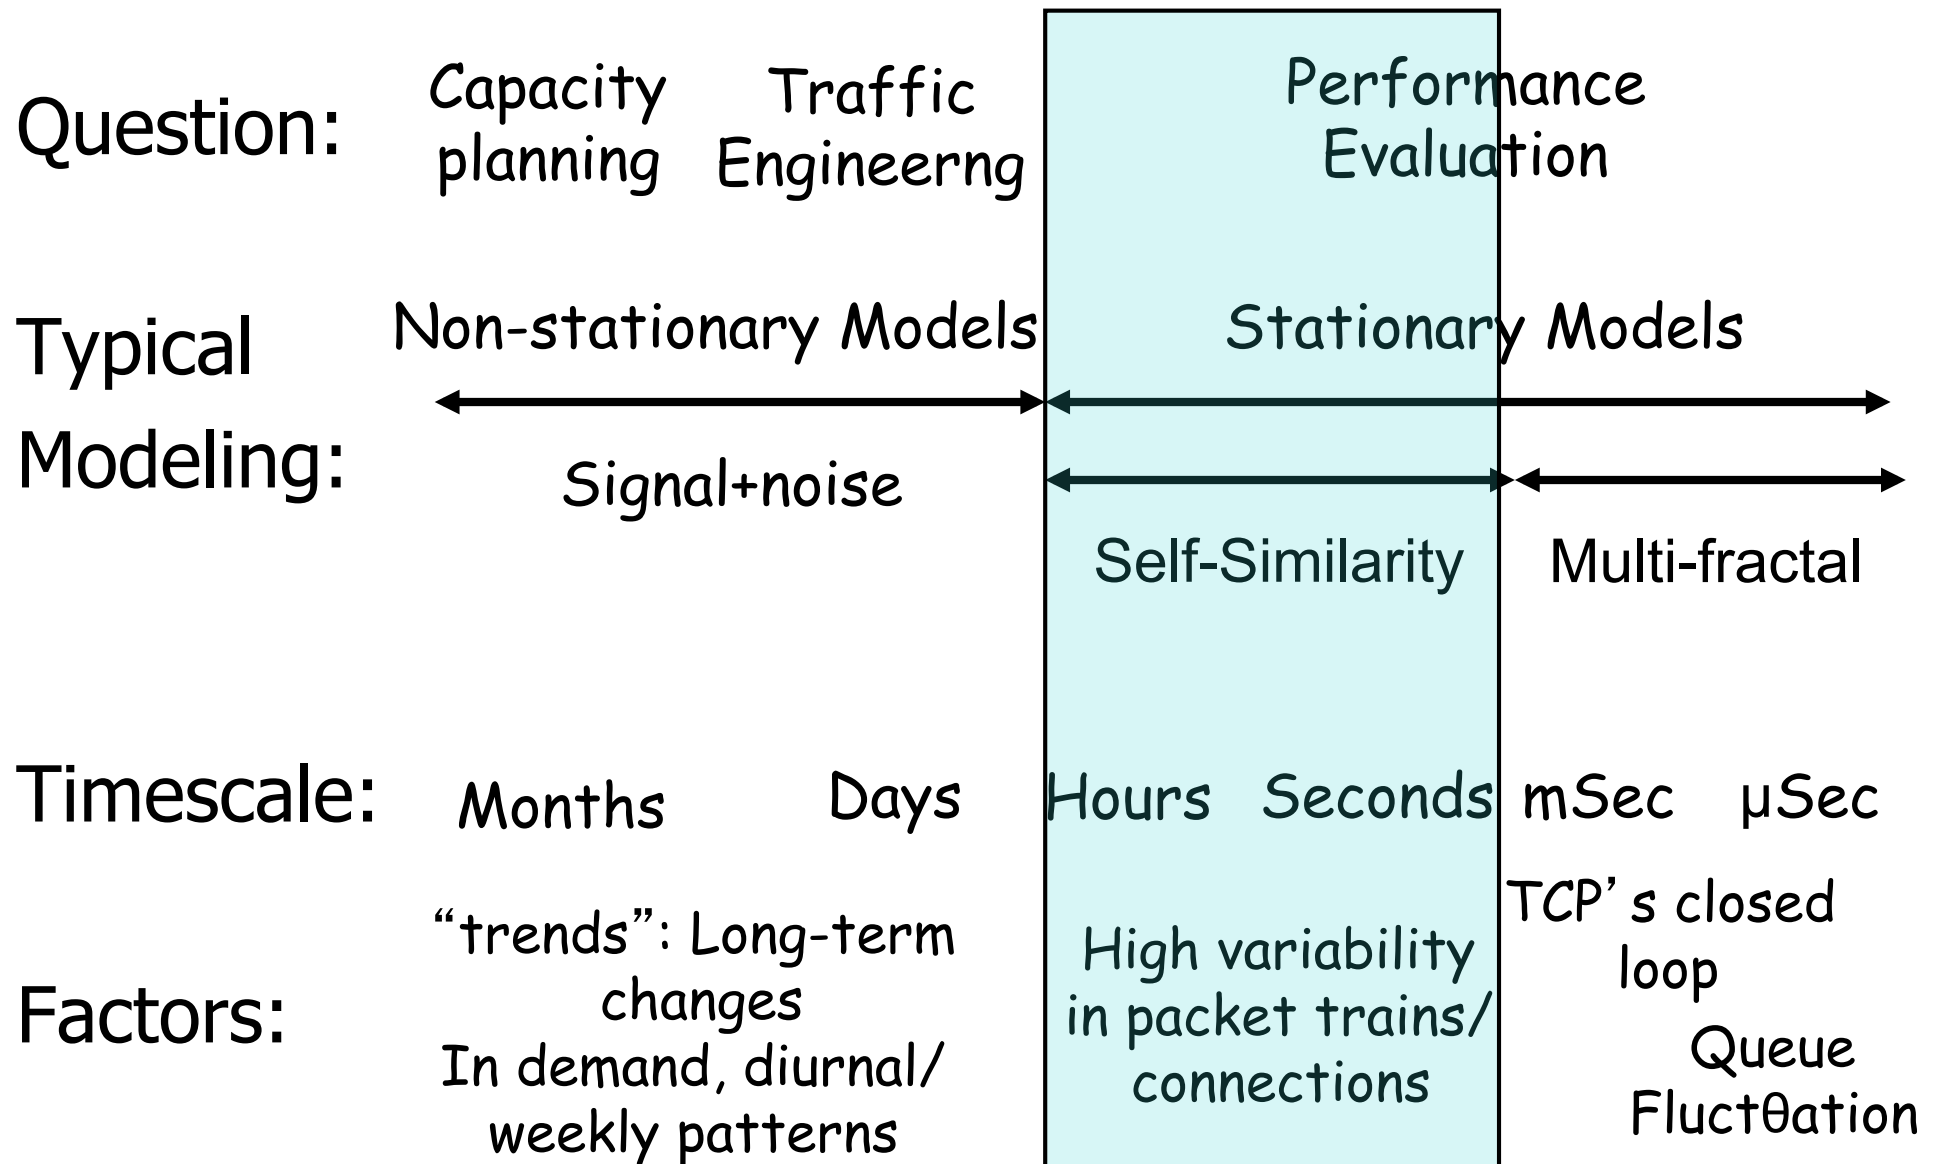 Question:
Capacity
planning
Traffic
Engineerng
Performance
Evaluation
Typical
Modeling:
Non-stationary Models
Stationary Models
Signal+noise
Self-Similarity
Multi-fractal
Timescale:
Months
Days
Hours
Seconds
mSec
µSec
Factors:
“trends”: Long-term
changes
In demand, diurnal/
weekly patterns
High variability
in packet trains/
connections
TCP’s closed
loop
Queue
Fluctθation